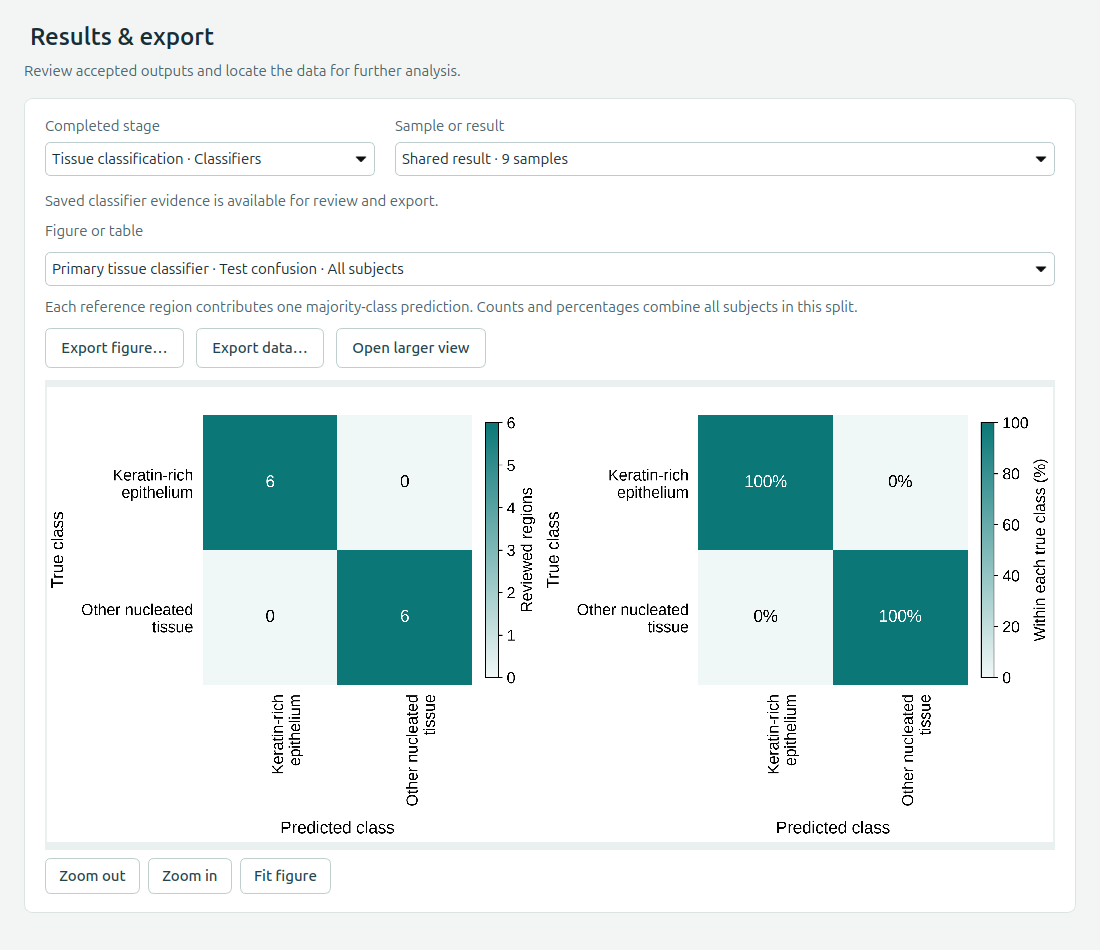 Results & export
Review accepted outputs and locate the data for further analysis.
Completed stage
Sample or result
Tissue classification · Classifiers
Shared result · 9 samples
Saved classifier evidence is available for review and export.
Figure or table
Primary tissue classifier · Test confusion · All subjects
Each reference region contributes one majority-class prediction. Counts and percentages combine all subjects in this split.
Export figure…
Export data…
Open larger view
True class
Keratin-rich
epithelium
Other nucleated
tissue
6
0
0
6
Keratin-rich
epithelium
Other nucleated
tissue
Predicted class
6
5
4
3
2
1
0
Reviewed regions
True class
Keratin-rich
epithelium
Other nucleated
tissue
100%
0%
0%
100%
Keratin-rich
epithelium
Other nucleated
tissue
Predicted class
100
80
60
40
20
0
Within each true class (%)
Zoom out
Zoom in
Fit figure